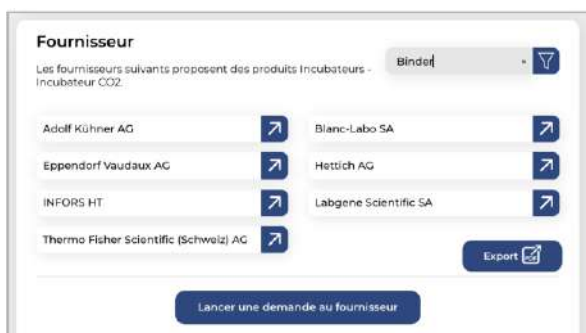 Fournisseur
Les fournisseurs suivants proposent des produits Incubateurs -
Incubateur CO2.
Binder
Adolf Kühner AG
Blanc-Labo SA
Eppendorf Vaudaux AG
Hettich AG
INFORS HT
Labgene Scientific SA
Thermo Fisher Scientific (Schweiz) AG
Export
Lancer une demande au fournisseur